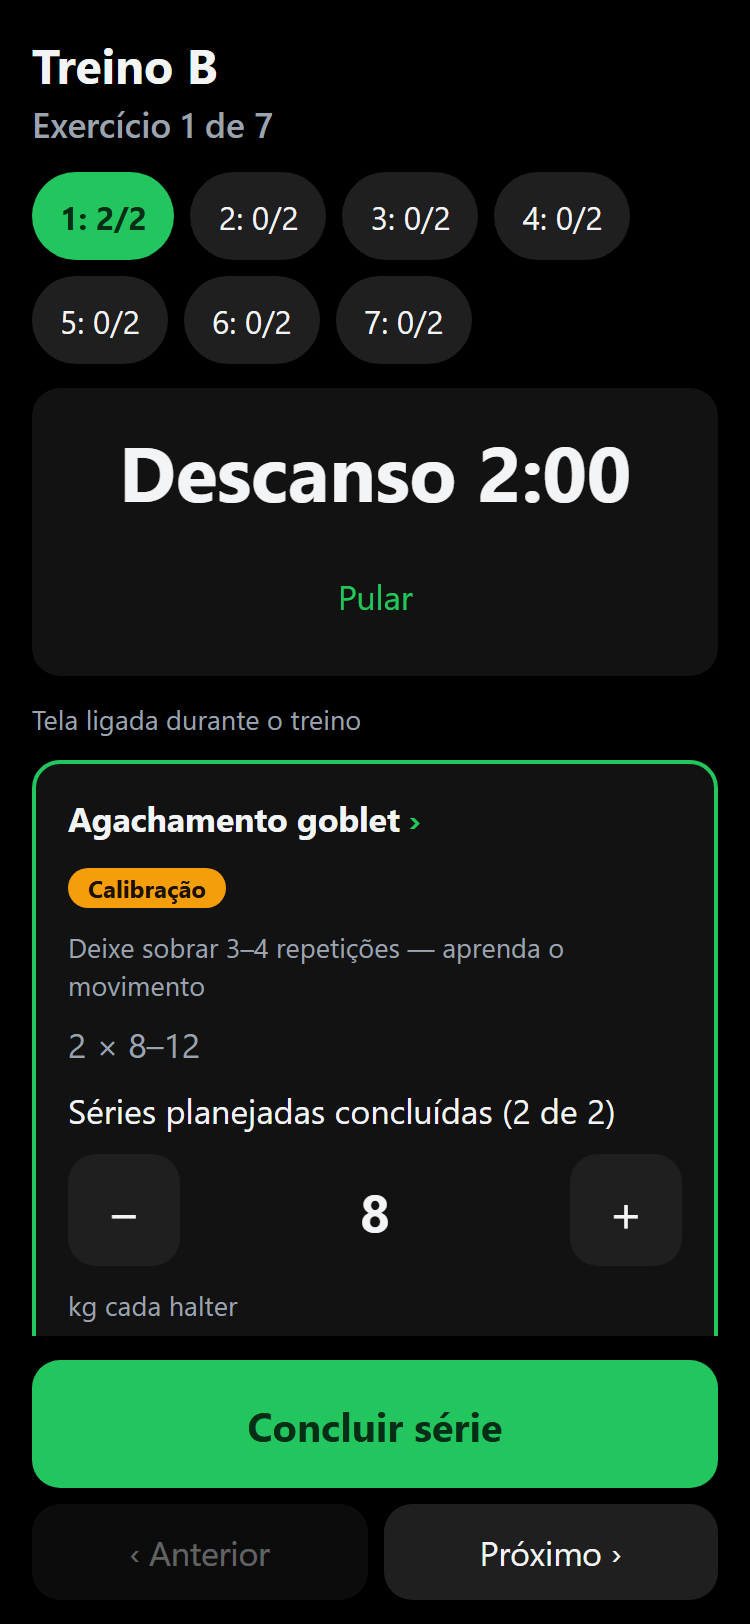 Treino B
Exercício 1 de 7
1: 2/2
2: 0/2
3: 0/2
4: 0/2
5: 0/2
6: 0/2
7: 0/2
Descanso 2:00
Pular
Tela ligada durante o treino
Agachamento goblet ›
Calibração
Deixe sobrar 3–4 repetições — aprenda o
movimento
2 × 8–12
Séries planejadas concluídas (2 de 2)
− 8 +
kg cada halter
Concluir série
‹ Anterior
Próximo ›